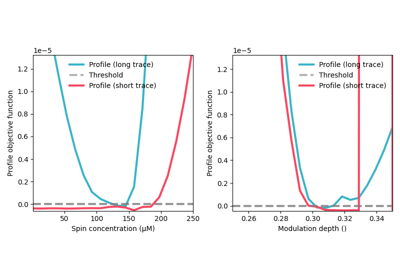 1e−5
Profile (long trace)
Threshold
Profile (short trace)
1.2
1.0
0.8
0.6
0.4
0.2
0.0
Profile objective function
50
100
150
200
250
Spin concentration (μM)
1e−5
Profile (long trace)
Threshold
Profile (short trace)
1.2
1.0
0.8
0.6
0.4
0.2
0.0
Profile objective function
0.26
0.28
0.30
0.32
0.34
Modulation depth ()